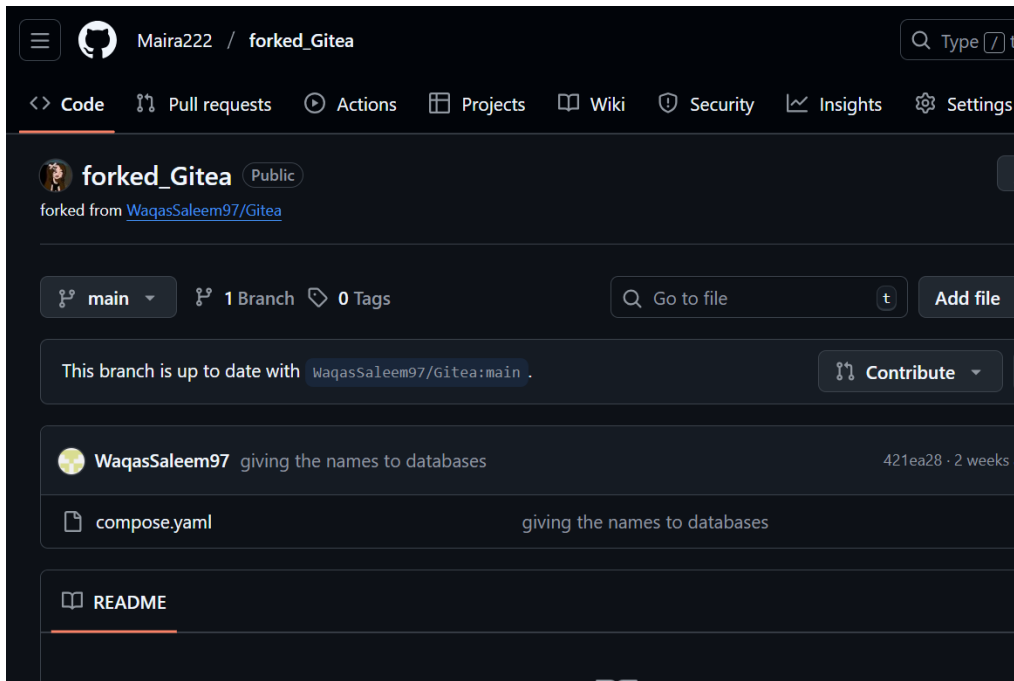 Maira222 / forked_Gitea
Type / t
Code Pull requests Actions Projects Wiki Security Insights Settings
forked_Gitea Public
forked from WaqasSaleem97/Gitea
main 1 Branch 0 Tags Go to file t Add file
This branch is up to date with WaqasSaleem97/Gitea:main . Contribute
WaqasSaleem97 giving the names to databases 421ea28 · 2 weeks
compose.yaml giving the names to databases
README